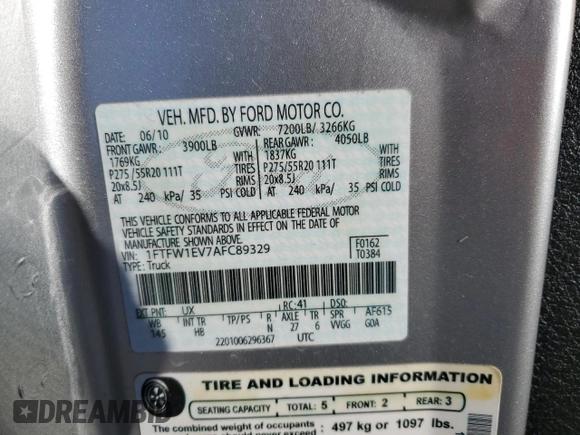 VEH. MFD. BY FORD MOTOR CO.
DATE: 06/10 GVWR: 7200LB/ 3266KG
FRONT GAWR: 3900LB REAR GAWR: 4050LB
1769KG WITH 1837KG WITH
P275/55R20 111T TIRES P275/55R20 111T TIRES
20x8.5J RIMS 20x8.5J RIMS
AT 240 kPa/ 35 PSI COLD AT 240 kPa/ 35 PSI COLD
THIS VEHICLE CONFORMS TO ALL APPLICABLE FEDERAL MOTOR
VEHICLE SAFETY STANDARDS IN EFFECT ON THE DATE OF
MANUFACTURE SHOWN ABOVE.
VIN: 1FTFW1EV7AFC89329 F0162
TYPE: Truck T0384
EXT PNT: UX RC: 41 DSO: AF615
WB INT TR TP/PS R AXLE TR SPR GOA
145 HB N 27 6 VVGG
2201006296367 UTC
TIRE AND LOADING INFORMATION
SEATING CAPACITY TOTAL: 5 FRONT: 2 REAR: 3
The combined weight of occupants 497 kg or 1097 lbs.
DREAMBID